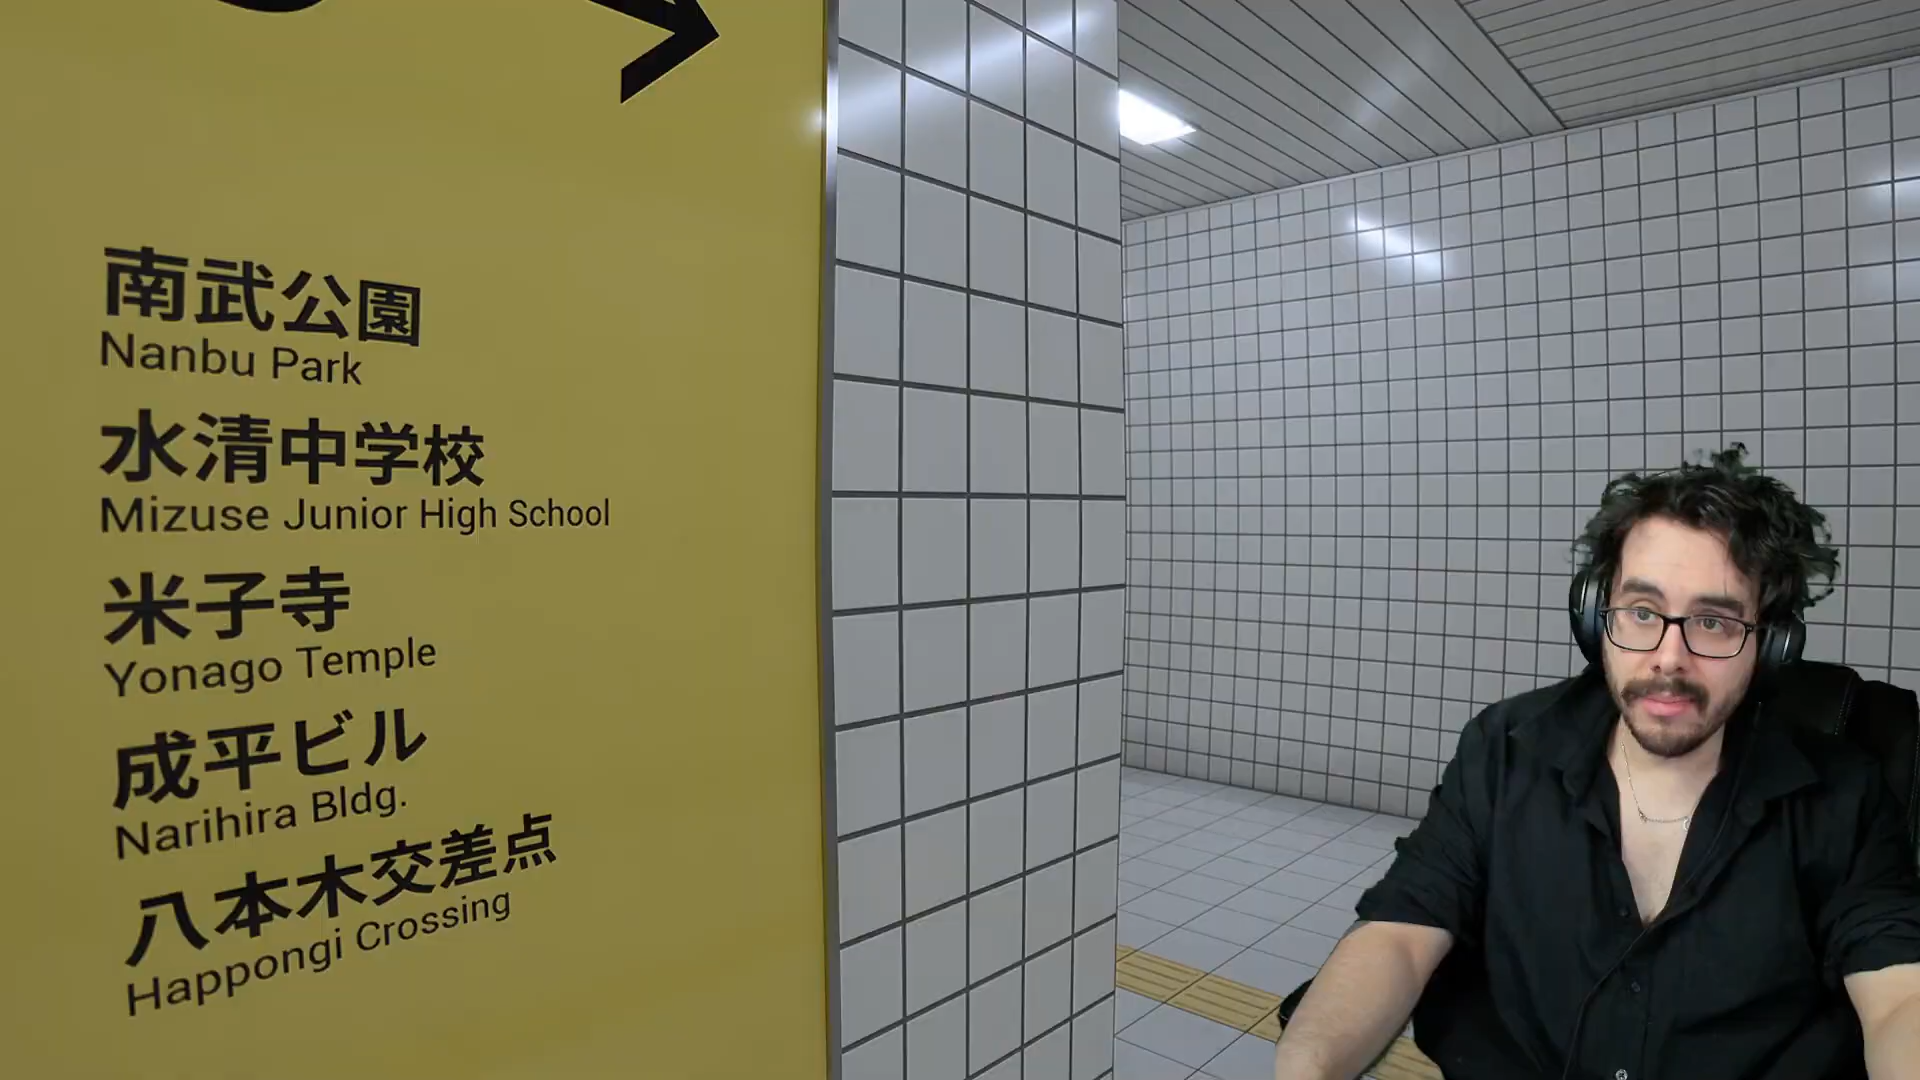 南武公園
Nanbu Park
水清中学校
Mizuse Junior High School
米子寺
Yonago Temple
成平ビル
Narihira Bldg.
八本木交差点
Happongi Crossing